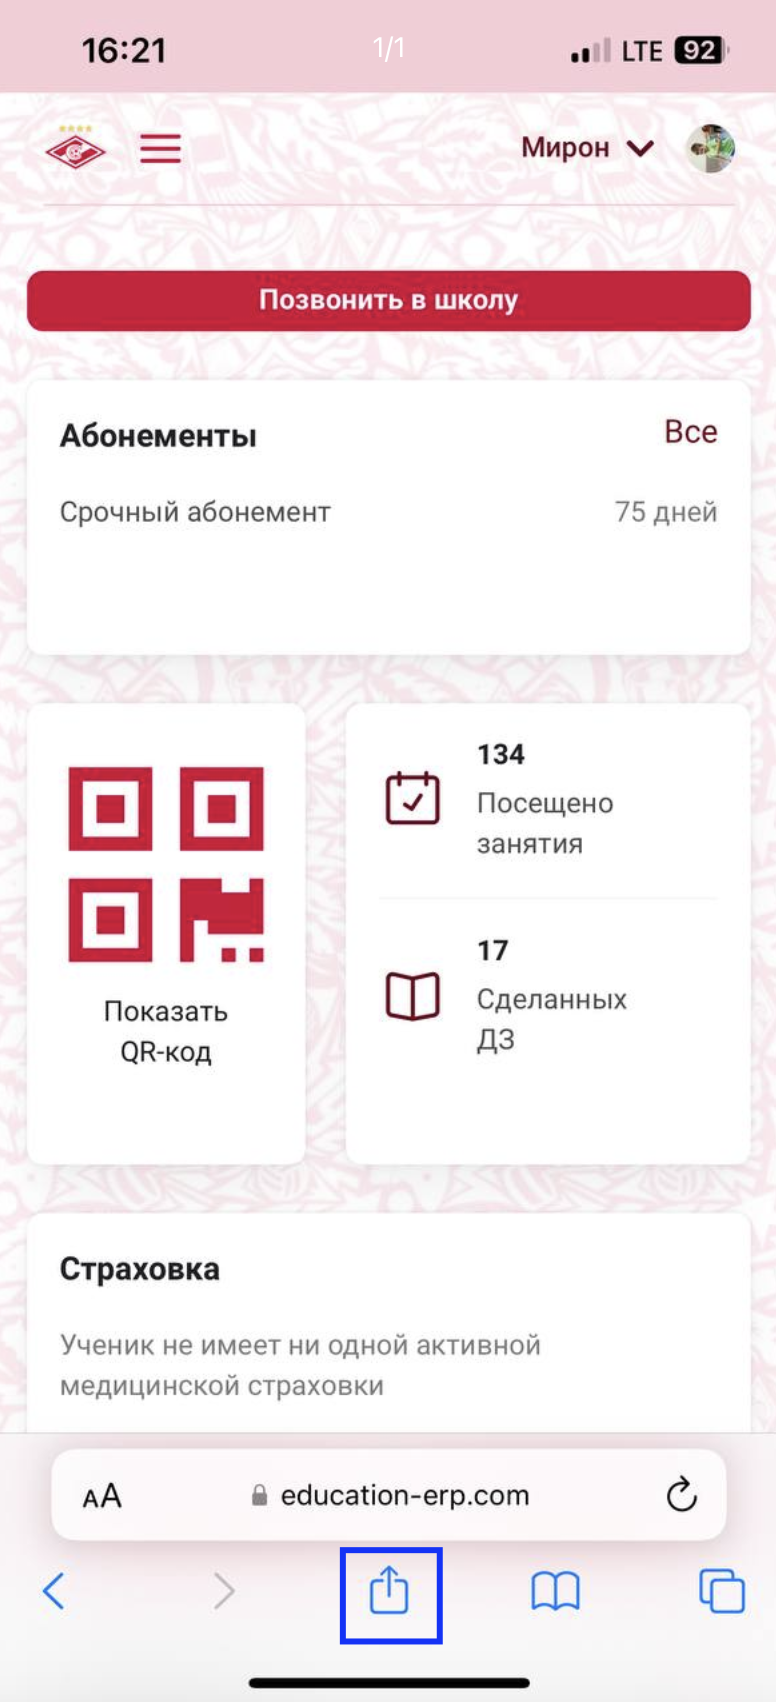 16:21
1/1
LTE 92
Мирон
Позвонить в школу
Абонементы
Все
Срочный абонемент
75 дней
Показать
QR-код
134
Посещено
занятия
17
Сделанных
ДЗ
Страховка
Ученик не имеет ни одной активной
медицинской страховки
AA
education-erp.com